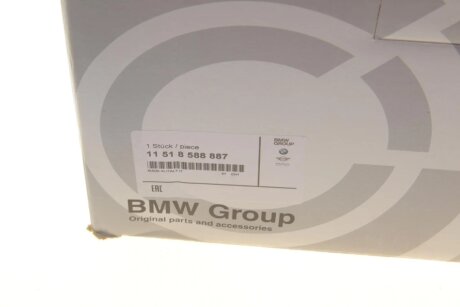 1 Stück / piece
BMW
GROUP
11 51 8 588 887
EAC
BMW Group
Original parts and accessories